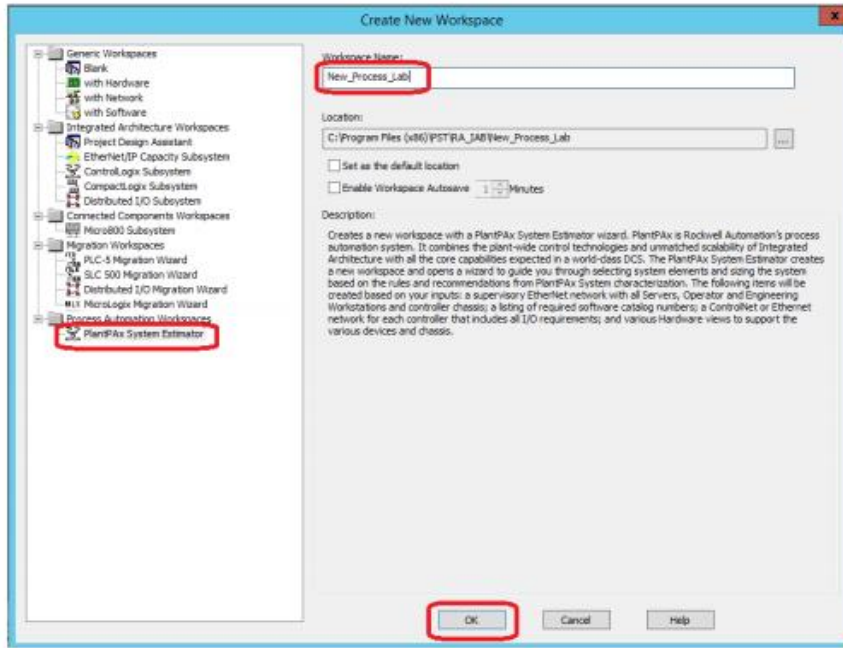 Create New Workspace
x
Generic Workspaces
Blank
with Hardware
with Network
with Software
Integrated Architecture Workspaces
Project Design Assistant
EtherNet/IP Capacity Subsystem
ControlLogix Subsystem
CompactLogix Subsystem
Distributed I/O Subsystem
Connected Components Workspaces
Micro800 Subsystem
Migration Workspaces
PLC-5 Migration Wizard
SLC 500 Migration Wizard
Distributed I/O Migration Wizard
MicroLogix Migration Wizard
Process Automation Workspaces
PlantPAx System Estimator
Workspace Name:
New_Process_Lab
Location:
C:\Program Files (x86)\PST\RA_IAB\New_Process_Lab
...
Set as the default location
Enable Workspace Autosave 1 Minutes
Description:
Creates a new workspace with a PlantPAx System Estimator wizard. PlantPAx is Rockwell Automation's process
automation system. It combines the plant-wide control technologies and unmatched scalability of Integrated
Architecture with all the core capabilities expected in a world-class DCS. The PlantPAx System Estimator creates
a new workspace and opens a wizard to guide you through selecting system elements and sizing the system
based on the rules and recommendations from PlantPAx System characterization. The following items will be
created based on your inputs: a supervisory EtherNet network with all Servers, Operator and Engineering
Workstations and controller chassis; a listing of required software catalog numbers; a ControlNet or Ethernet
network for each controller that includes all I/O requirements; and various Hardware views to support the
various devices and chassis.
OK
Cancel
Help